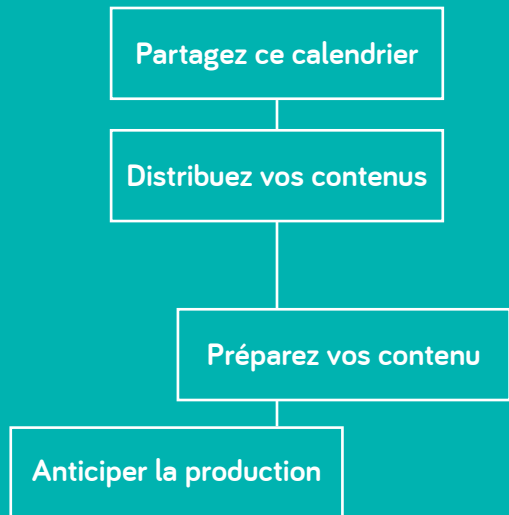 Partagez ce calendrier
Distribuez vos contenus
Préparez vos contenu
Anticiper la production